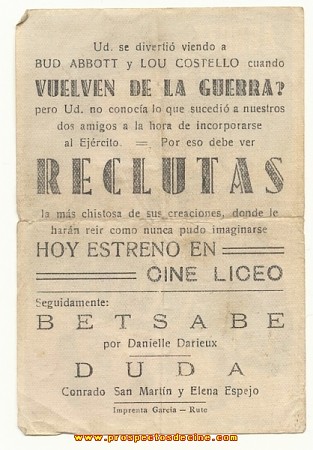 Ud. se divertió viendo a
BUD ABBOTT y LOU COSTELLO cuando
VUELVEN DE LA GUERRA?
pero Ud. no conocía lo que sucedió a nuestros
dos amigos a la hora de incorporarse
al Ejército. = Por eso debe ver
RECLUTAS
la más chistosa de sus creaciones, donde le
harán reir como nunca pudo imaginarse
HOY ESTRENO EN
CINE LICEO
Seguidamente:
BETSABE
por Danielle Darieux
DUDA
Conrado San Martín y Elena Espejo
Imprenta García — Rute
www.prospectosdecine.com